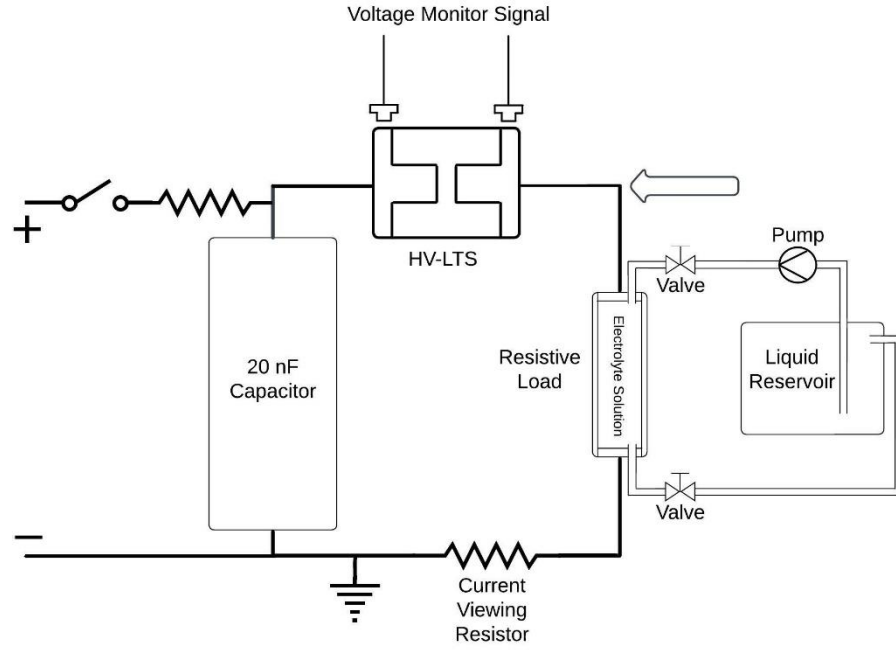 Voltage Monitor Signal
+
HV-LTS
Pump
Valve
20 nF
Capacitor
Resistive
Load
Electrolyte Solution
Liquid
Reservoir
−
Valve
Current
Viewing
Resistor